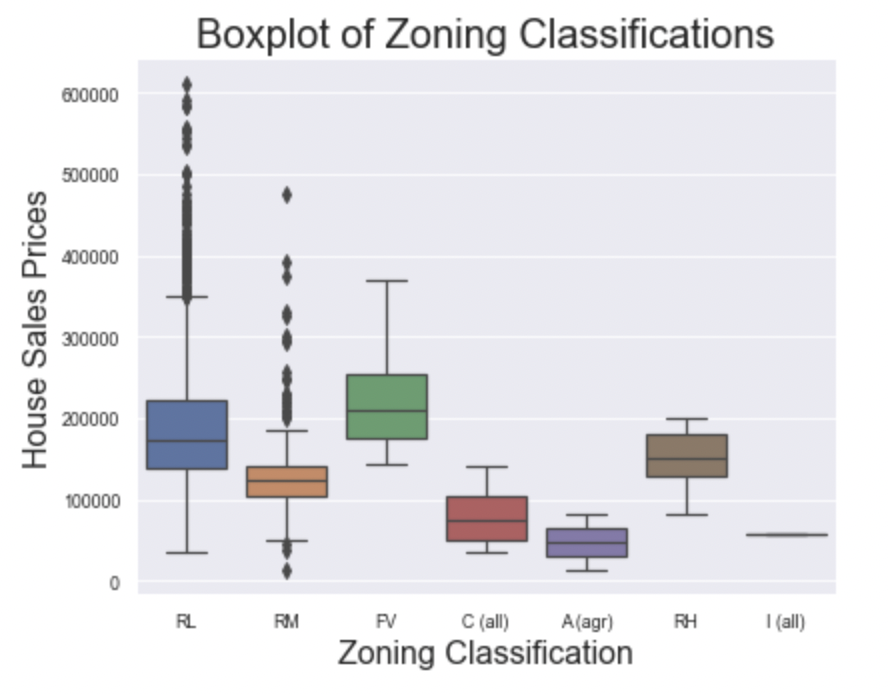 Boxplot of Zoning Classifications
House Sales Prices
600000
500000
400000
300000
200000
100000
0
RL RM FV C (all) A(agr) RH I (all)
Zoning Classification